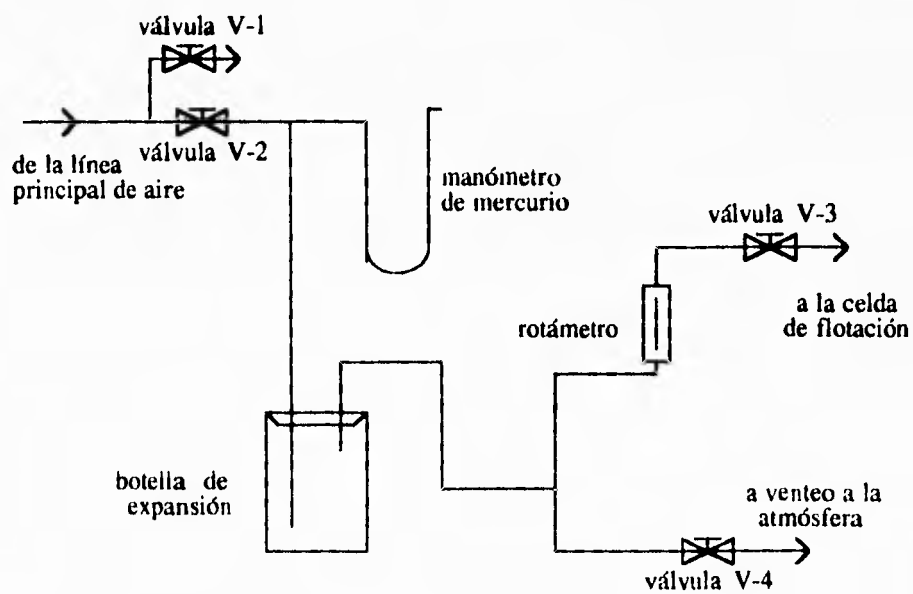 válvula V-1
válvula V-2
de la línea
principal de aire
manómetro
de mercurio
válvula V-3
rotámetro
a la celda
de flotación
botella de
expansión
a venteo a la
atmósfera
válvula V-4